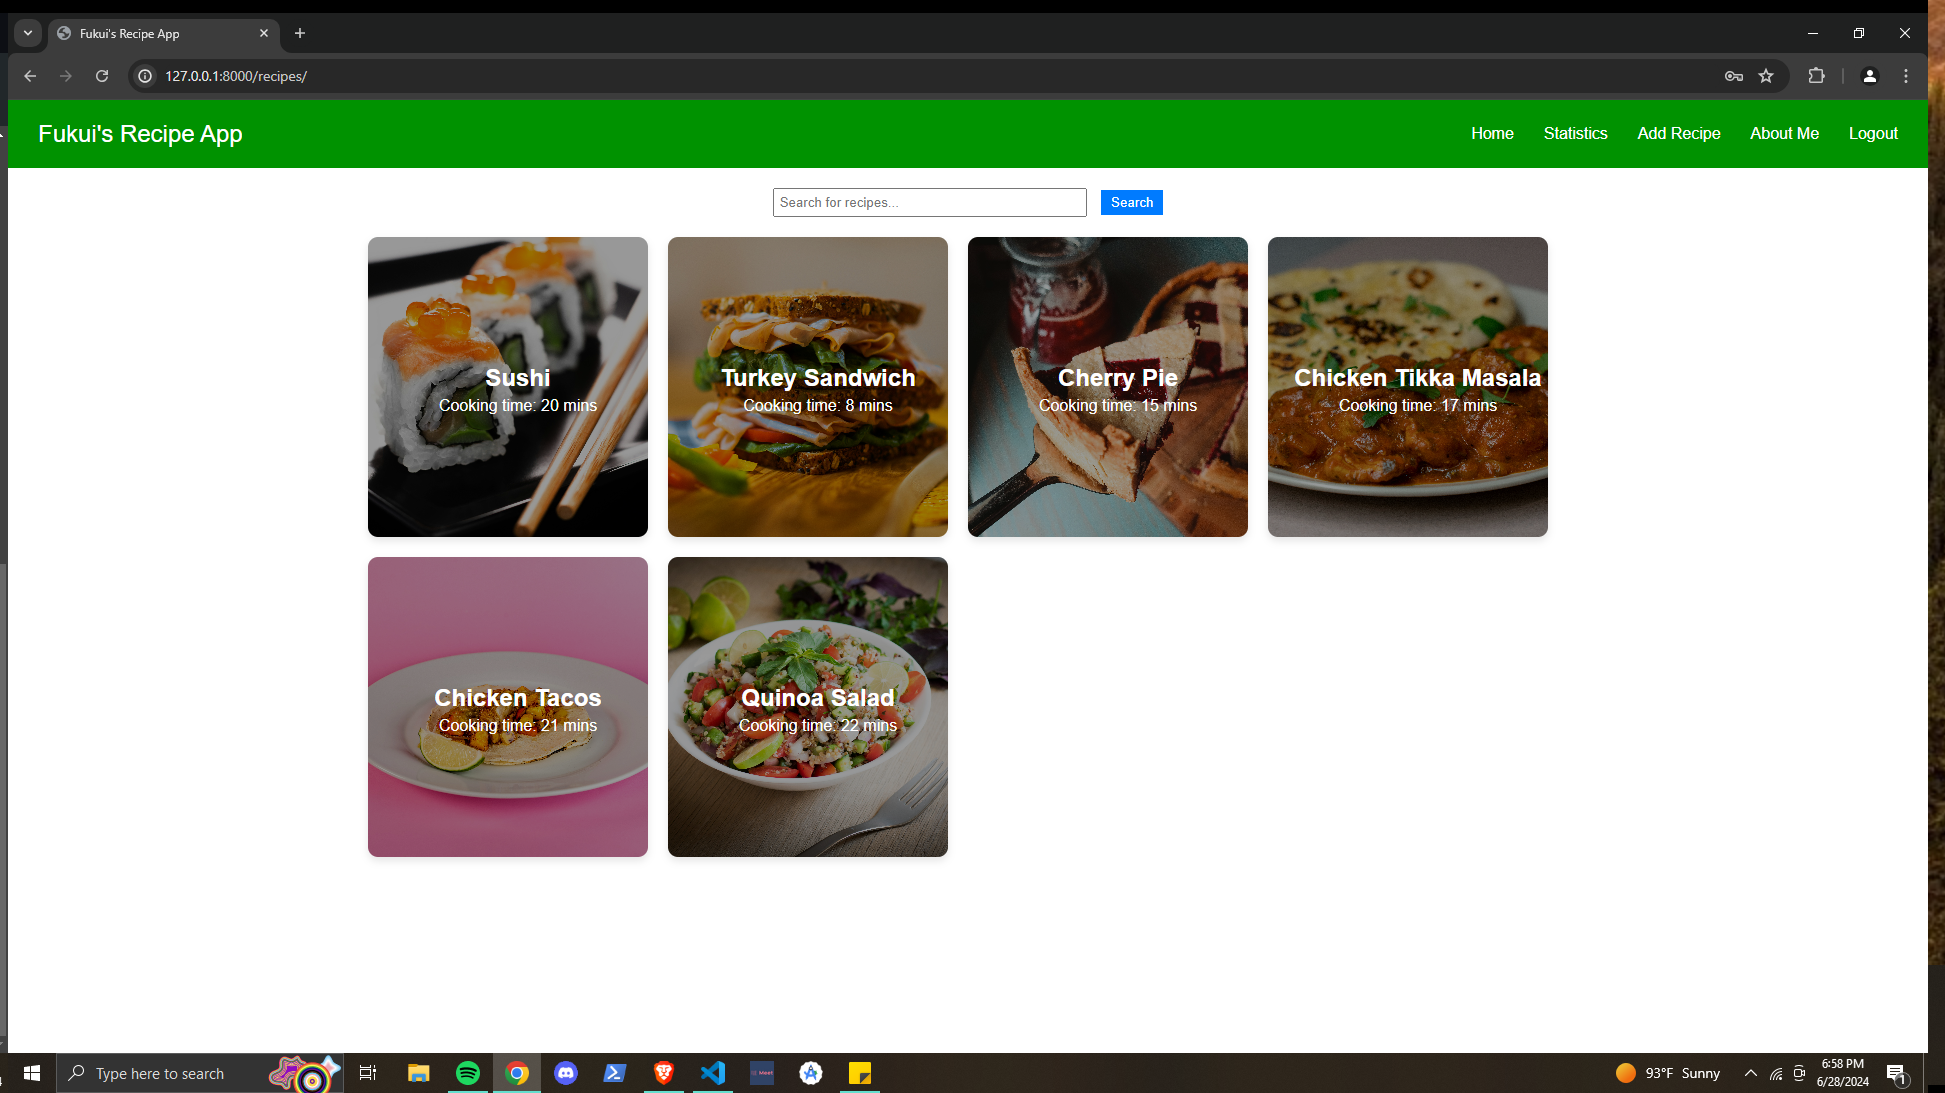 Fukui's Recipe App
127.0.0.1:8000/recipes/
Fukui's Recipe App
Home Statistics Add Recipe About Me Logout
Search for recipes... Search
Sushi
Cooking time: 20 mins
Turkey Sandwich
Cooking time: 8 mins
Cherry Pie
Cooking time: 15 mins
Chicken Tikka Masala
Cooking time: 17 mins
Chicken Tacos
Cooking time: 21 mins
Quinoa Salad
Cooking time: 22 mins
Type here to search
93°F Sunny
6:58 PM
6/28/2024
1